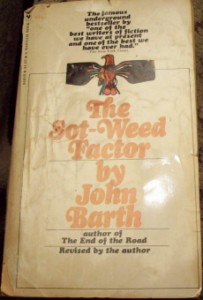 The famous
underground
bestseller by
"one of the
best writers of fiction
we have at present
and one of the best we
have ever had."
The
Sot-Weed
Factor
by
John
Barth
author of
The End of the Road
Revised by the author